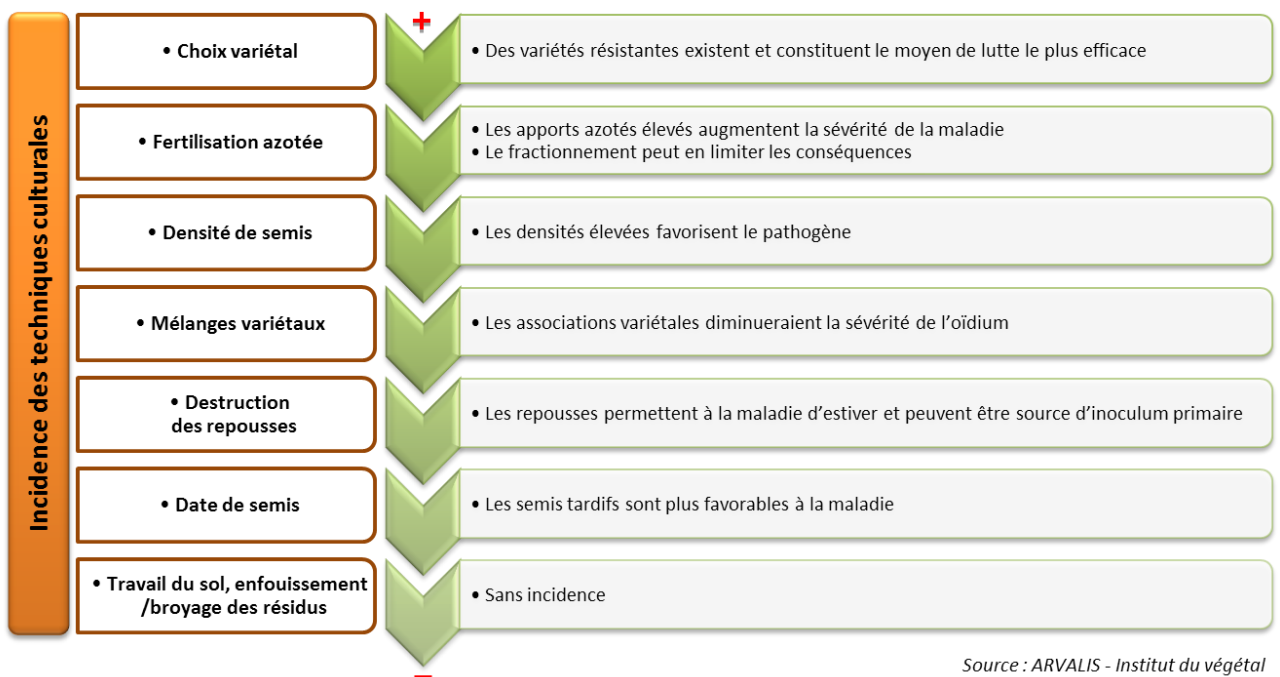 Incidence des techniques culturales
+
• Choix variétal
• Des variétés résistantes existent et constituent le moyen de lutte le plus efficace
• Fertilisation azotée
• Les apports azotés élevés augmentent la sévérité de la maladie
• Le fractionnement peut en limiter les conséquences
• Densité de semis
• Les densités élevées favorisent le pathogène
• Mélanges variétaux
• Les associations variétales diminueraient la sévérité de l’oïdium
• Destruction
des repousses
• Les repousses permettent à la maladie d’estiver et peuvent être source d’inoculum primaire
• Date de semis
• Les semis tardifs sont plus favorables à la maladie
• Travail du sol, enfouissement
/broyage des résidus
• Sans incidence
–
Source : ARVALIS - Institut du végétal